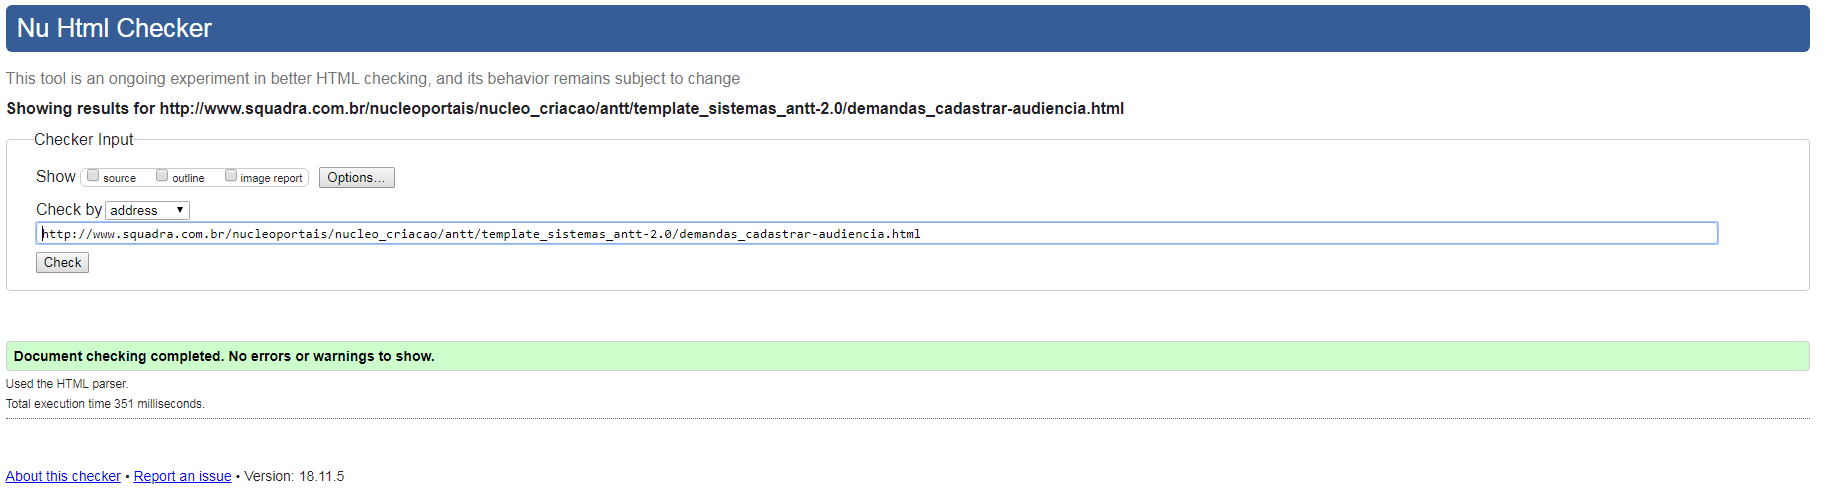 Nu Html Checker
This tool is an ongoing experiment in better HTML checking, and its behavior remains subject to change
Showing results for http://www.squadra.com.br/nucleoportais/nucleo_criacao/antt/template_sistemas_antt-2.0/demandas_cadastrar-audiencia.html
Checker Input
Show source outline image report Options...
Check by address
http://www.squadra.com.br/nucleoportais/nucleo_criacao/antt/template_sistemas_antt-2.0/demandas_cadastrar-audiencia.html
Check
Document checking completed. No errors or warnings to show.
Used the HTML parser.
Total execution time 351 milliseconds.
About this checker • Report an issue • Version: 18.11.5